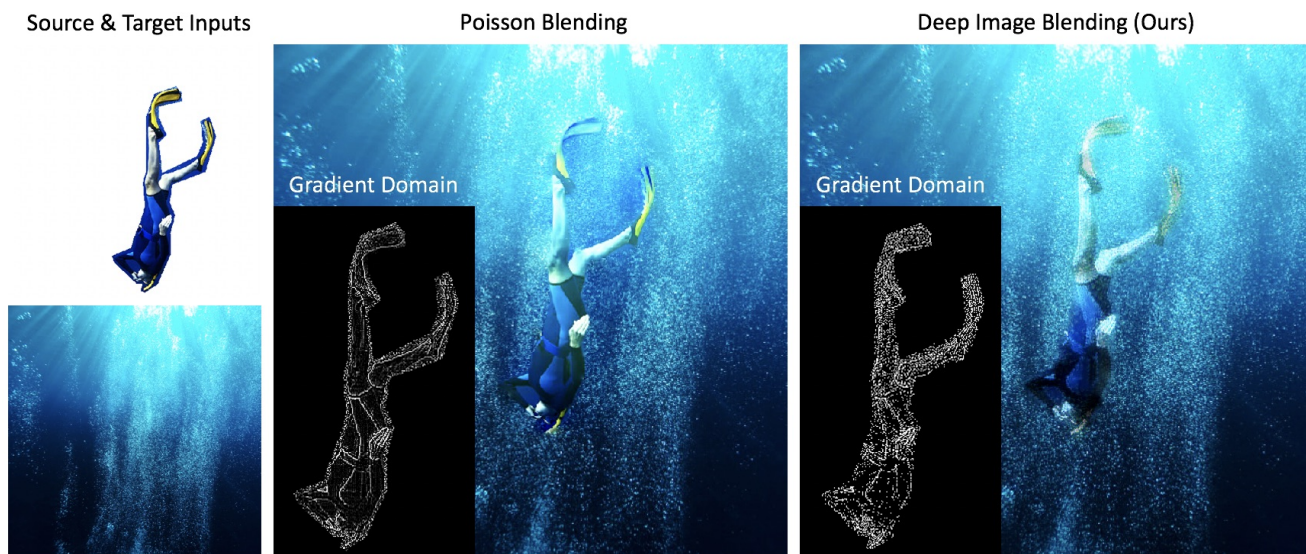 Source & Target Inputs
Poisson Blending
Deep Image Blending (Ours)
Gradient Domain
Gradient Domain